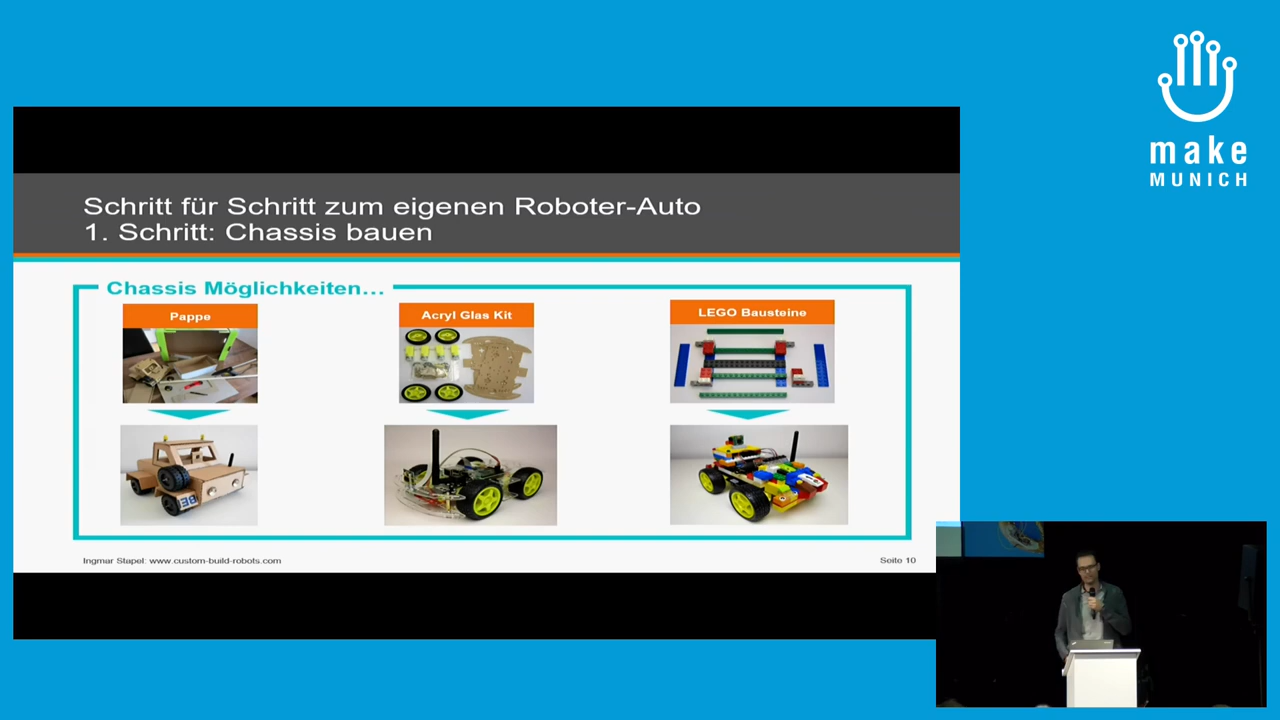 make
MUNICH
Schritt für Schritt zum eigenen Roboter-Auto
1. Schritt: Chassis bauen
Chassis Möglichkeiten...
Pappe
Acryl Glas Kit
LEGO Bausteine
38
Ingmar Stapel: www.custom-build-robots.com
Seite 10